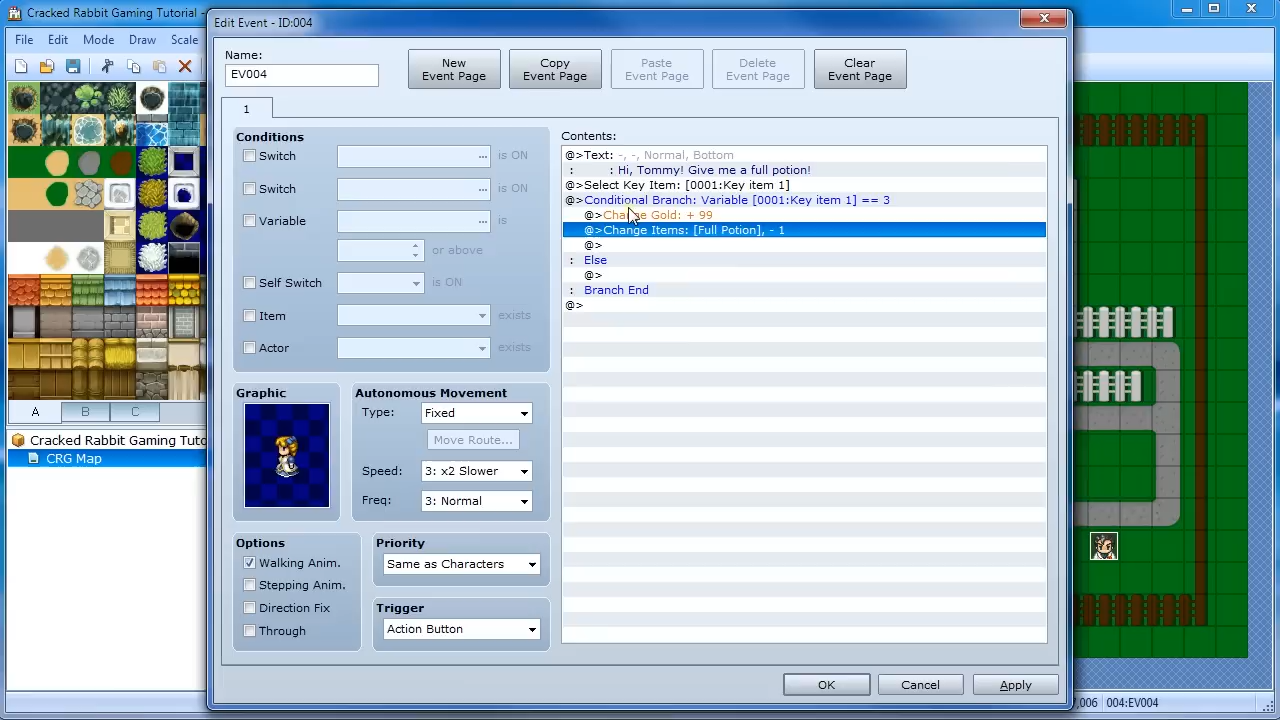 Cracked Rabbit Gaming Tutorial -
File Edit Mode Draw Scale
Edit Event - ID:004
Name:
EV004
New Event Page
Copy Event Page
Paste Event Page
Delete Event Page
Clear Event Page
1
Conditions
Switch ... is ON
Switch ... is ON
Variable ... is
or above
Self Switch is ON
Item exists
Actor exists
Graphic
Autonomous Movement
Type: Fixed
Move Route...
Speed: 3: x2 Slower
Freq: 3: Normal
Options
Walking Anim.
Stepping Anim.
Direction Fix
Through
Priority
Same as Characters
Trigger
Action Button
Contents:
@>Text: -, -, Normal, Bottom
: : Hi, Tommy! Give me a full potion!
@>Select Key Item: [0001:Key item 1]
@>Conditional Branch: Variable [0001:Key item 1] == 3
@>Change Gold: + 99
@>Change Items: [Full Potion], - 1
@>
: Else
@>
: Branch End
@>
OK Cancel Apply
A B C
Cracked Rabbit Gaming Tuto
CRG Map
,006 004:EV004